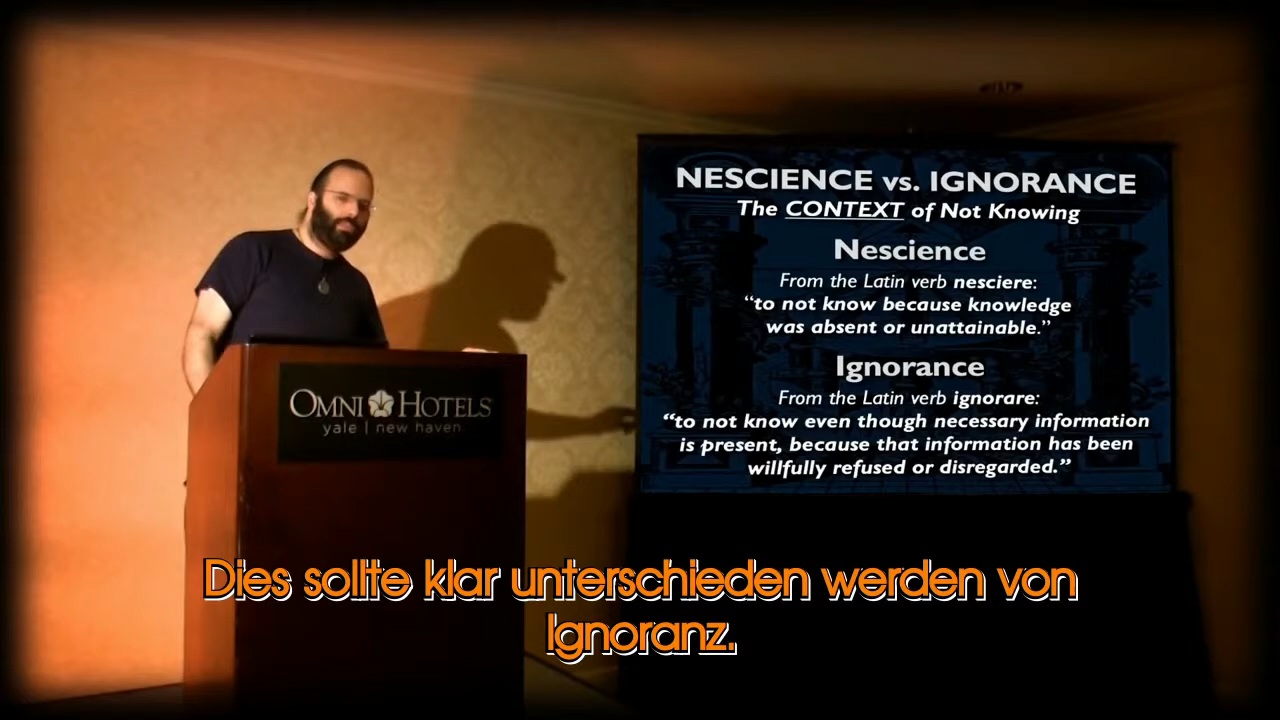 NESCIENCE vs. IGNORANCE
The CONTEXT of Not Knowing
Nescience
From the Latin verb nesciere:
“to not know because knowledge
was absent or unattainable.”
Ignorance
From the Latin verb ignorare:
“to not know even though necessary information
is present, because that information has been
willfully refused or disregarded.”
OMNI HOTELS
yale | new haven
Dies sollte klar unterschieden werden von
Ignoranz.